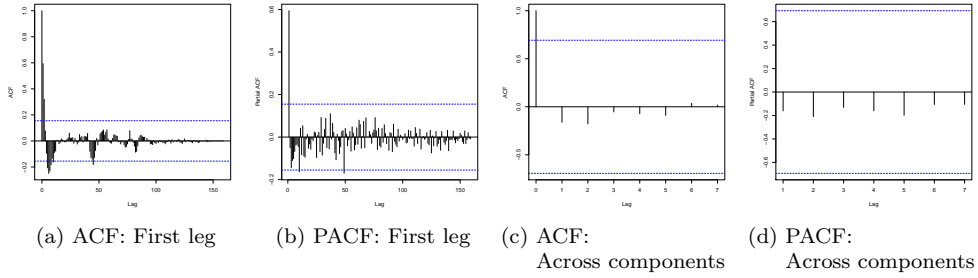 1.0
0.8
0.6
0.4
0.2
0.0
-0.2
ACF
0 50 100 150
Lag
(a) ACF: First leg
0.6
0.4
0.2
0.0
-0.2
Partial ACF
0 50 100 150
Lag
(b) PACF: First leg
1.0
0.5
0.0
-0.5
ACF
0 1 2 3 4 5 6 7
Lag
(c) ACF:
Across components
0.6
0.4
0.2
0.0
-0.2
-0.4
-0.6
Partial ACF
1 2 3 4 5 6 7
Lag
(d) PACF:
Across components